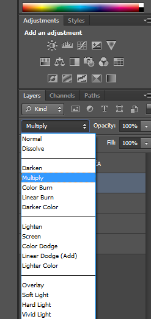 Adjustments Styles
Add an adjustment
Layers Channels Paths
Kind
Multiply Opacity: 100%
Fill: 100%
Normal
Dissolve
Darken
Multiply
Color Burn
Linear Burn
Darker Color
Lighten
Screen
Color Dodge
Linear Dodge (Add)
Lighter Color
Overlay
Soft Light
Hard Light
Vivid Light